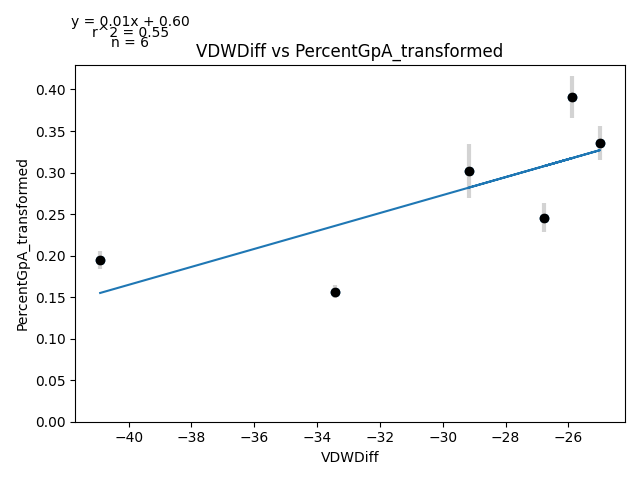 y = 0.01x + 0.60
r^2 = 0.55
n = 6
VDWDiff vs PercentGpA_transformed
PercentGpA_transformed
0.40
0.35
0.30
0.25
0.20
0.15
0.10
0.05
0.00
−40 −38 −36 −34 −32 −30 −28 −26
VDWDiff